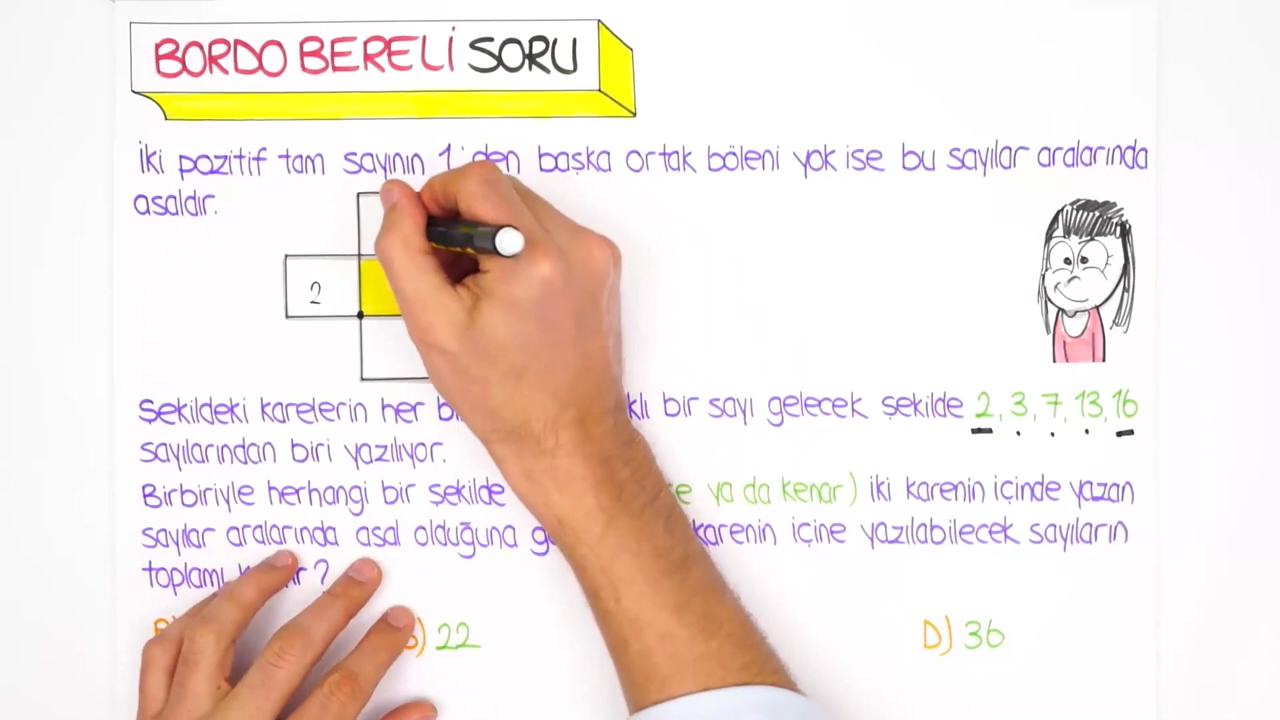 BORDO BERELİ SORU
İki pozitif tam sayının 1'den başka ortak böleni yok ise bu sayılar aralarında
asaldır.
2
Şekildeki karelerin her bir sayı gelecek şekilde 2, 3, 7, 13, 16
sayılarından biri yazılıyor.
Birbiriyle herhangi bir şekilde ya da kenar) iki karenin içinde yazan
sayılar aralarında asal olduğuna karenin içine yazılabilecek sayıların
toplamı ?
22 D) 36